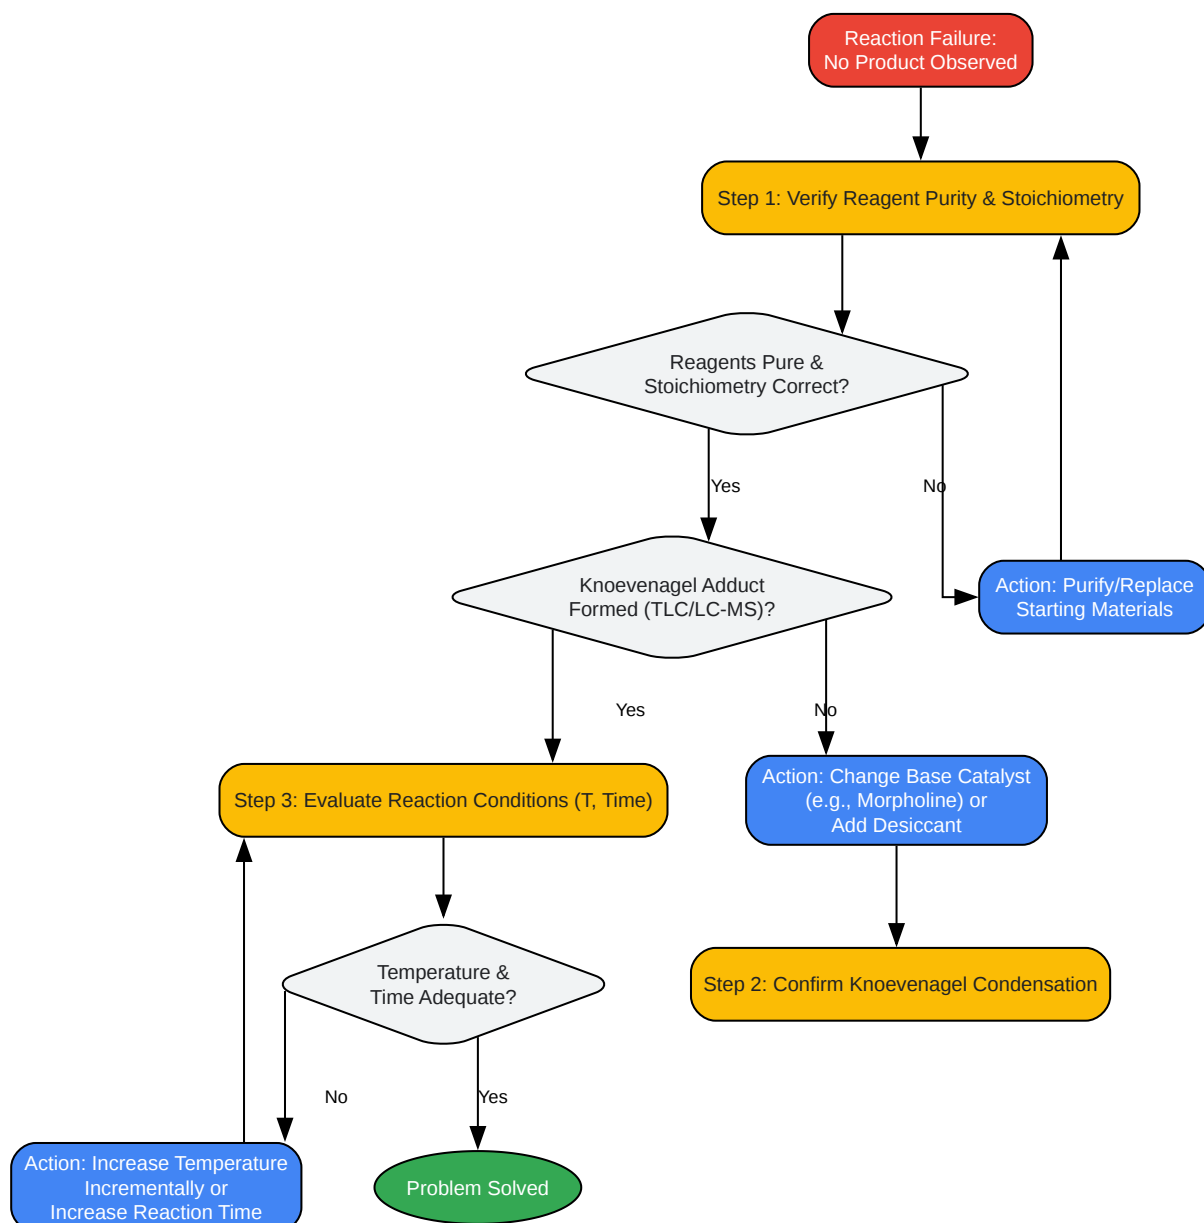 Reaction Failure:
No Product Observed
Step 1: Verify Reagent Purity & Stoichiometry
Reagents Pure &
Stoichiometry Correct?
Yes
No
Knoevenagel Adduct
Formed (TLC/LC-MS)?
Action: Purify/Replace
Starting Materials
Yes
No
Step 3: Evaluate Reaction Conditions (T, Time)
Action: Change Base Catalyst
(e.g., Morpholine) or
Add Desiccant
Temperature &
Time Adequate?
Step 2: Confirm Knoevenagel Condensation
No
Yes
Action: Increase Temperature
Incrementally or
Increase Reaction Time
Problem Solved